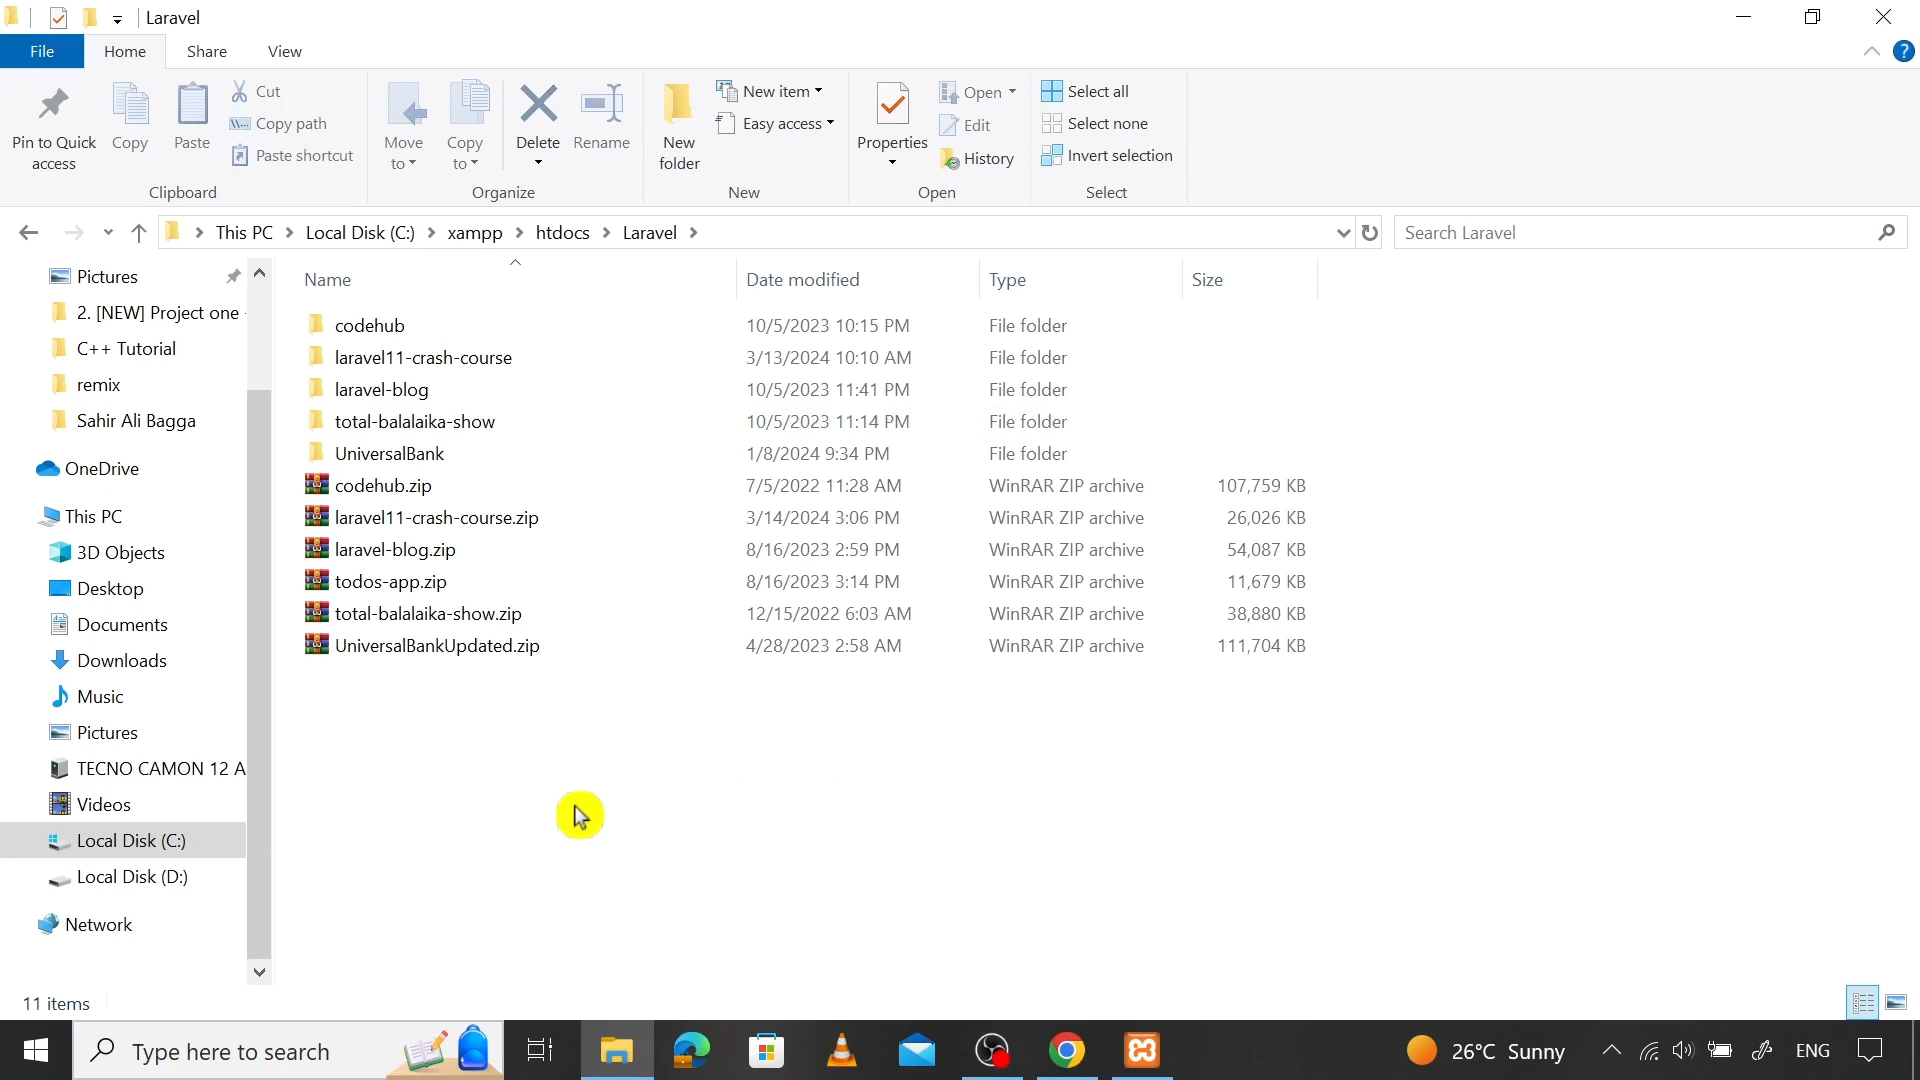 Laravel
File Home Share View
Pin to Quick access
Copy
Paste
Cut
Copy path
Paste shortcut
Clipboard
Move to
Copy to
Delete
Rename
Organize
New folder
New item
Easy access
New
Properties
Open
Edit
History
Open
Select all
Select none
Invert selection
Select
This PC > Local Disk (C:) > xampp > htdocs > Laravel >
Search Laravel
Pictures
2. [NEW] Project one
C++ Tutorial
remix
Sahir Ali Bagga
OneDrive
This PC
3D Objects
Desktop
Documents
Downloads
Music
Pictures
TECNO CAMON 12 A
Videos
Local Disk (C:)
Local Disk (D:)
Network
Name Date modified Type Size
codehub 10/5/2023 10:15 PM File folder
laravel11-crash-course 3/13/2024 10:10 AM File folder
laravel-blog 10/5/2023 11:41 PM File folder
total-balalaika-show 10/5/2023 11:14 PM File folder
UniversalBank 1/8/2024 9:34 PM File folder
codehub.zip 7/5/2022 11:28 AM WinRAR ZIP archive 107,759 KB
laravel11-crash-course.zip 3/14/2024 3:06 PM WinRAR ZIP archive 26,026 KB
laravel-blog.zip 8/16/2023 2:59 PM WinRAR ZIP archive 54,087 KB
todos-app.zip 8/16/2023 3:14 PM WinRAR ZIP archive 11,679 KB
total-balalaika-show.zip 12/15/2022 6:03 AM WinRAR ZIP archive 38,880 KB
UniversalBankUpdated.zip 4/28/2023 2:58 AM WinRAR ZIP archive 111,704 KB
11 items
Type here to search
26°C Sunny
ENG